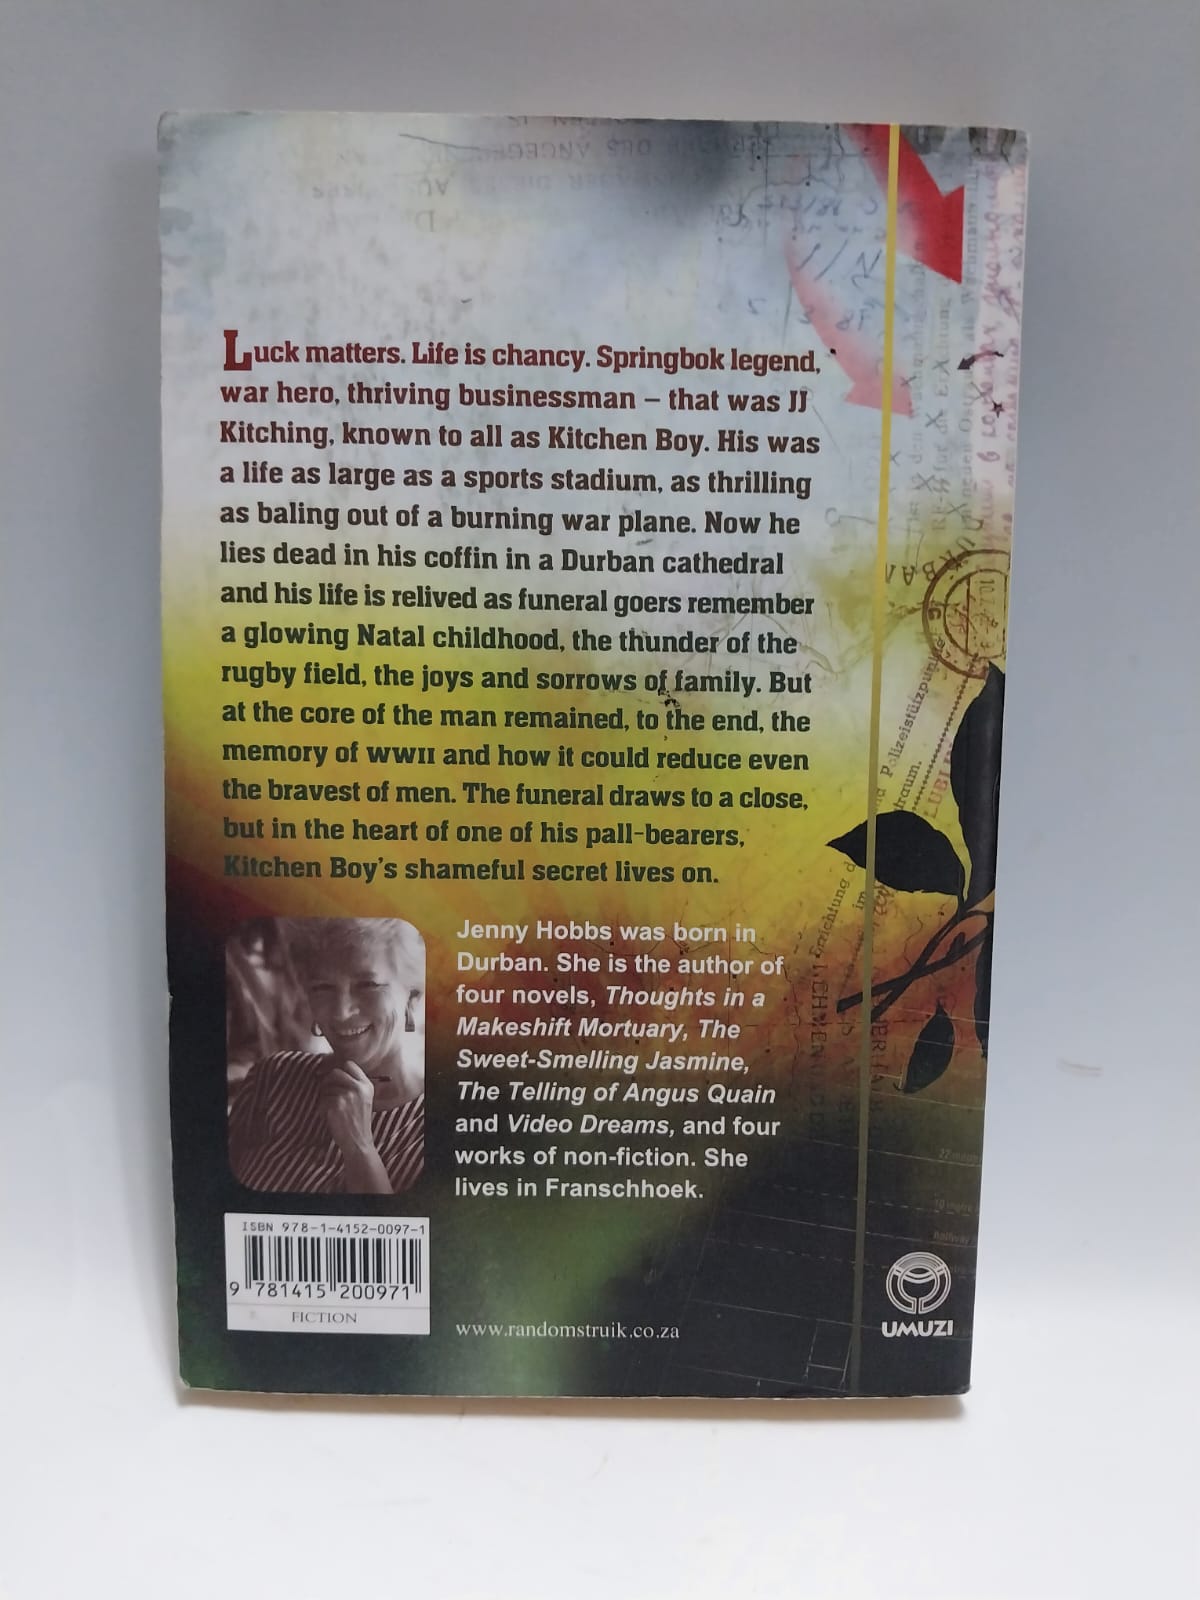 Luck matters. Life is chancy. Springbok legend,
war hero, thriving businessman – that was JJ
Kitching, known to all as Kitchen Boy. His was
a life as large as a sports stadium, as thrilling
as baling out of a burning war plane. Now he
lies dead in his coffin in a Durban cathedral
and his life is relived as funeral goers remember
a glowing Natal childhood, the thunder of the
rugby field, the joys and sorrows of family. But
at the core of the man remained, to the end, the
memory of WWII and how it could reduce even
the bravest of men. The funeral draws to a close,
but in the heart of one of his pall-bearers,
Kitchen Boy's shameful secret lives on.
Jenny Hobbs was born in
Durban. She is the author of
four novels, Thoughts in a
Makeshift Mortuary, The
Sweet-Smelling Jasmine,
The Telling of Angus Quain
and Video Dreams, and four
works of non-fiction. She
lives in Franschhoek.
ISBN 978-1-4152-0097-1
9 781415 200971
FICTION
www.randomstruik.co.za
UMUZI